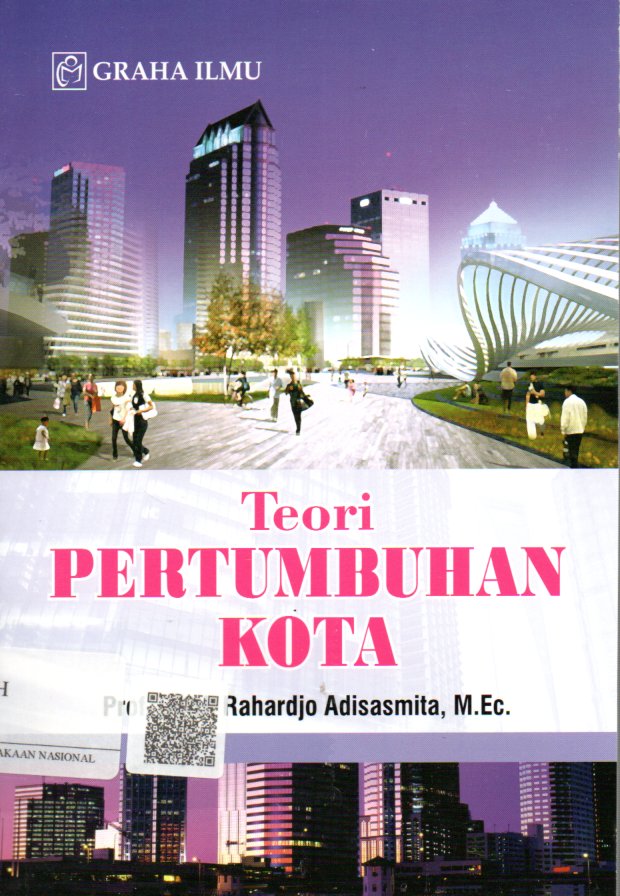 GRAHA ILMU
Teori
PERTUMBUHAN
KOTA
Rahardjo Adisasmita, M.Ec.
AKAAN NASIONAL